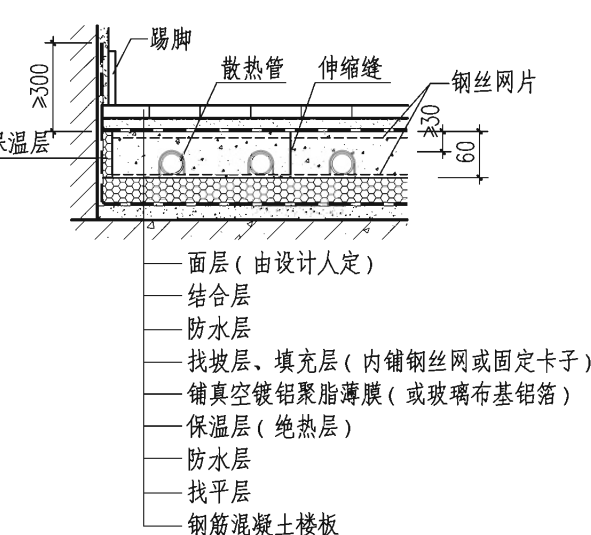 踢脚
散热管
伸缩缝
钢丝网片
≥300
≥30
60
保温层
面层（由设计人定）
结合层
防水层
找坡层、填充层（内铺钢丝网或固定卡子）
铺真空镀铝聚脂薄膜（或玻璃布基铝箔）
保温层（绝热层）
防水层
找平层
钢筋混凝土楼板